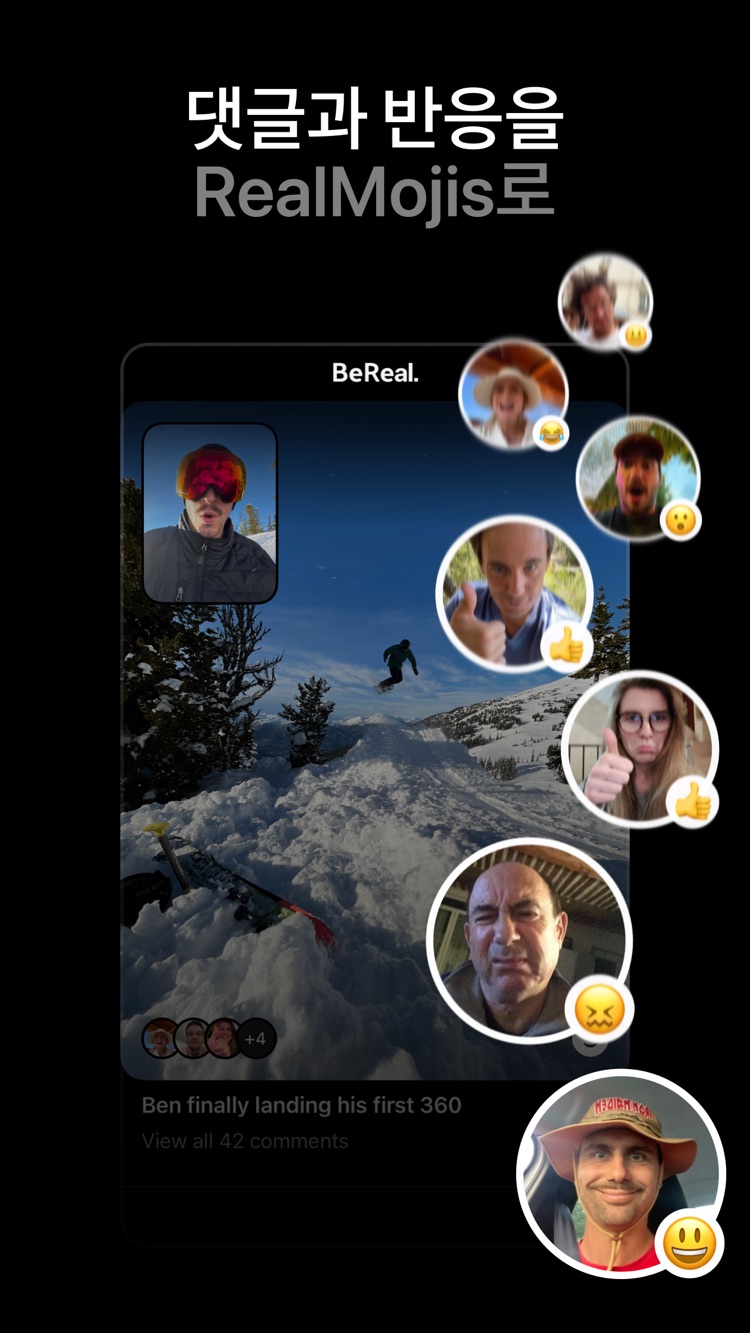 댓글과 반응을
RealMojis로
BeReal.
+4
Ben finally landing his first 360
View all 42 comments